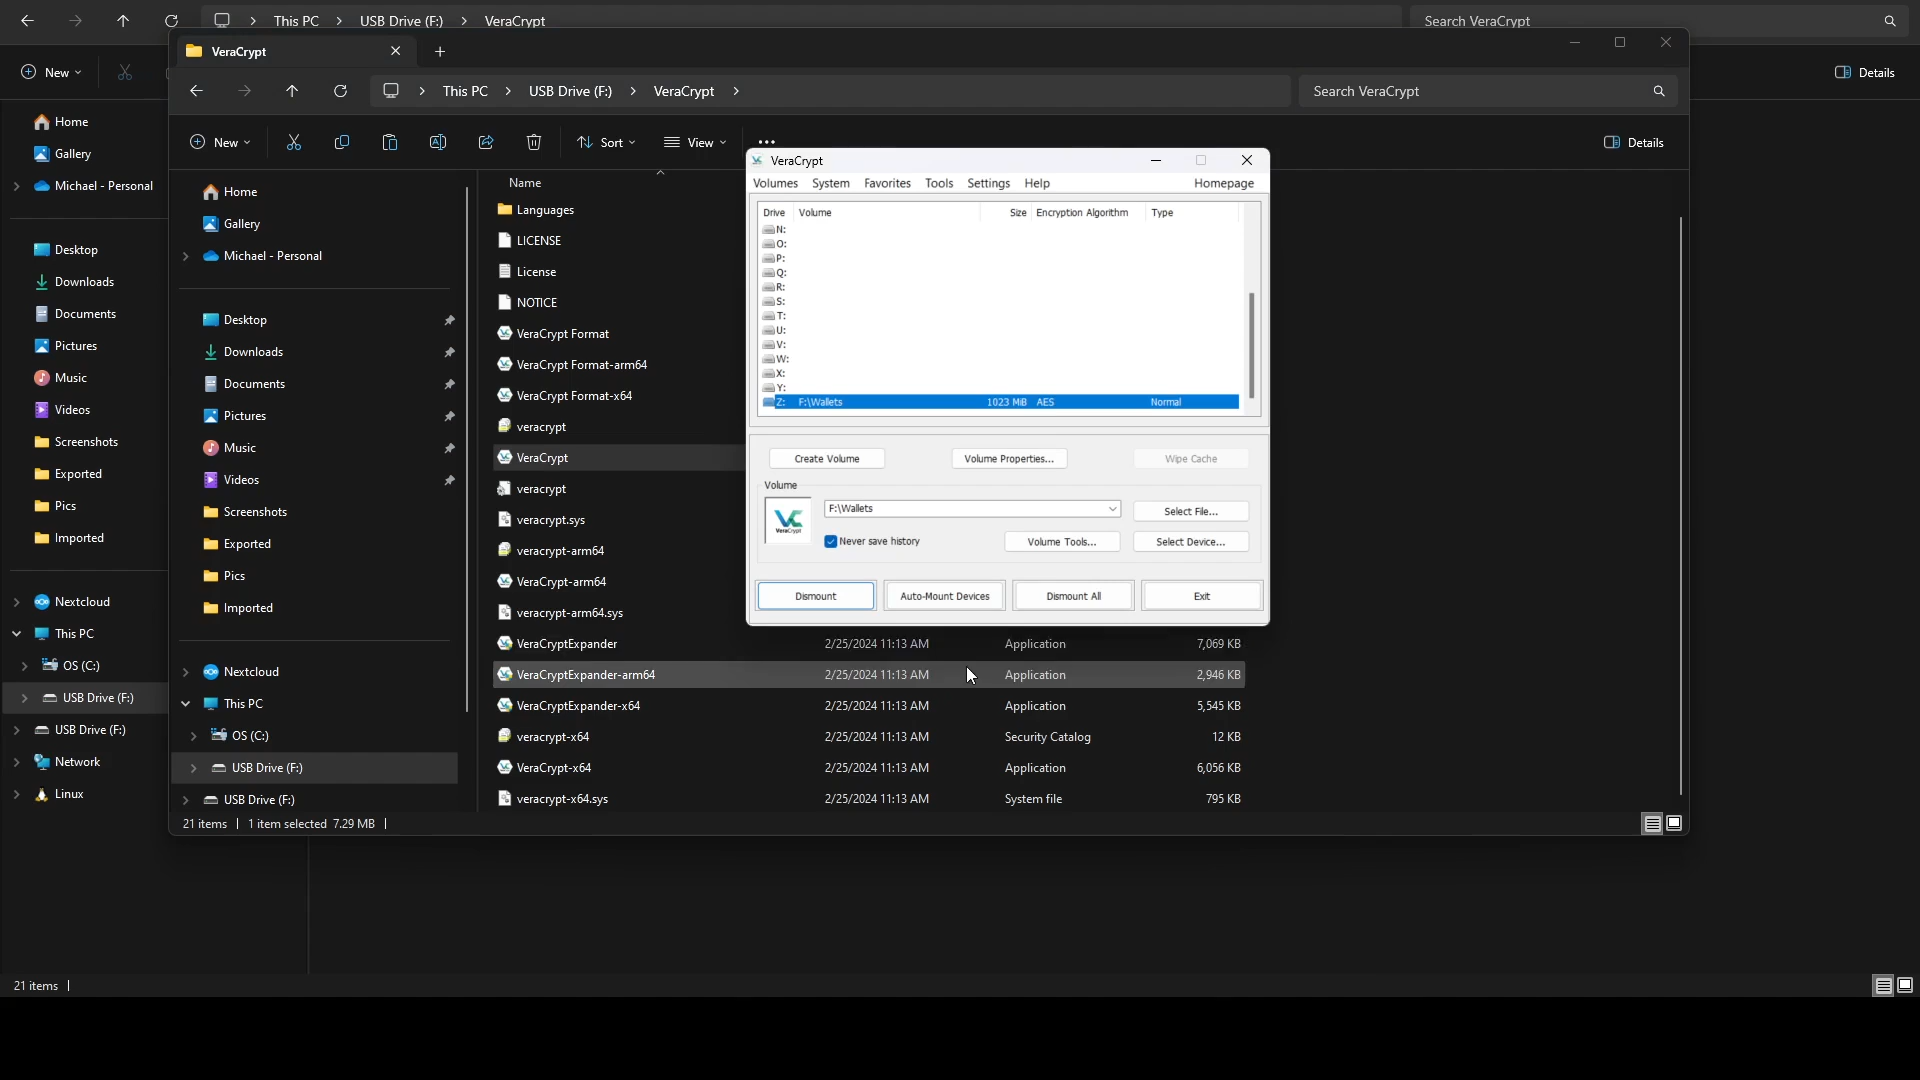 This PC > USB Drive (F:) > VeraCrypt
Search VeraCrypt
New
Details
Home
Gallery
Michael - Personal
Desktop
Downloads
Documents
Pictures
Music
Videos
Screenshots
Exported
Pics
Imported
Nextcloud
This PC
OS (C:)
USB Drive (F:)
USB Drive (F:)
Network
Linux
21 items
VeraCrypt
This PC > USB Drive (F:) > VeraCrypt >
Search VeraCrypt
New
Sort
View
Details
Home
Gallery
Michael - Personal
Desktop
Downloads
Documents
Pictures
Music
Videos
Screenshots
Exported
Pics
Imported
Nextcloud
This PC
OS (C:)
USB Drive (F:)
USB Drive (F:)
Name
Languages
LICENSE
License
NOTICE
VeraCrypt Format
VeraCrypt Format-arm64
VeraCrypt Format-x64
veracrypt
VeraCrypt
veracrypt
veracrypt.sys
veracrypt-arm64
VeraCrypt-arm64
veracrypt-arm64.sys
VeraCryptExpander 2/25/2024 11:13 AM Application 7,069 KB
VeraCryptExpander-arm64 2/25/2024 11:13 AM Application 2,946 KB
VeraCryptExpander-x64 2/25/2024 11:13 AM Application 5,545 KB
veracrypt-x64 2/25/2024 11:13 AM Security Catalog 12 KB
VeraCrypt-x64 2/25/2024 11:13 AM Application 6,056 KB
veracrypt-x64.sys 2/25/2024 11:13 AM System file 795 KB
21 items 1 item selected 7.29 MB
VeraCrypt
Volumes System Favorites Tools Settings Help Homepage
Drive Volume Size Encryption Algorithm Type
N:
O:
P:
Q:
R:
S:
T:
U:
V:
W:
X:
Y:
Z: F:\Wallets 1023 MiB AES Normal
Create Volume Volume Properties... Wipe Cache
Volume
VeraCrypt
F:\Wallets Select File...
Never save history Volume Tools... Select Device...
Dismount Auto-Mount Devices Dismount All Exit